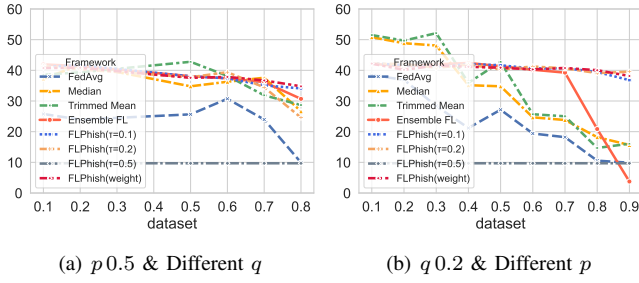 60
50
40
30
20
10
0
Framework
FedAvg
Median
Trimmed Mean
Ensemble FL
FLPhish(τ=0.1)
FLPhish(τ=0.2)
FLPhish(τ=0.5)
FLPhish(weight)
0.1 0.2 0.3 0.4 0.5 0.6 0.7 0.8
dataset
(a) p 0.5 & Different q
60
50
40
30
20
10
0
Framework
FedAvg
Median
Trimmed Mean
Ensemble FL
FLPhish(τ=0.1)
FLPhish(τ=0.2)
FLPhish(τ=0.5)
FLPhish(weight)
0.1 0.2 0.3 0.4 0.5 0.6 0.7 0.8 0.9
dataset
(b) q 0.2 & Different p